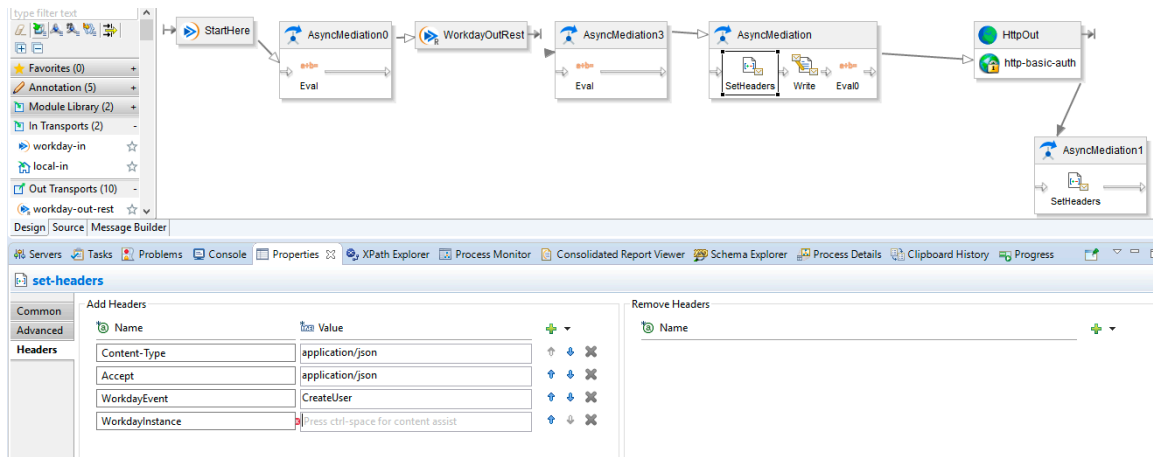 type filter text
StartHere
AsyncMediation0
Eval
WorkdayOutRest
AsyncMediation3
Eval
AsyncMediation
SetHeaders Write Eval0
HttpOut
http-basic-auth
AsyncMediation1
SetHeaders
Favorites (0) +
Annotation (5) +
Module Library (2) +
In Transports (2) -
workday-in
local-in
Out Transports (10) -
workday-out-rest
Design Source Message Builder
Servers Tasks Problems Console Properties XPath Explorer Process Monitor Consolidated Report Viewer Schema Explorer Process Details Clipboard History Progress
set-headers
Common
Advanced
Headers
Add Headers
Name Value
Content-Type application/json
Accept application/json
WorkdayEvent CreateUser
WorkdayInstance Press ctrl-space for content assist
Remove Headers
Name